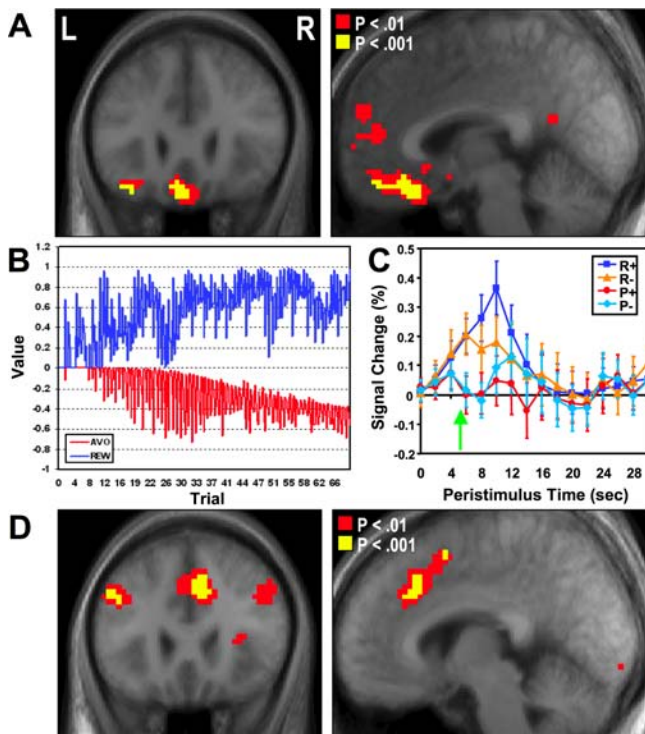 A
L
R
P < .01
P < .001
B
1.2
1
0.8
0.6
0.4
0.2
0
-0.2
-0.4
-0.6
-0.8
-1
Value
AVO
REW
1 4 8 12 16 19 22 26 29 33 37 41 44 47 51 55 58 62 66
Trial
C
0.5
0.4
0.3
0.2
0.1
0
-0.1
-0.2
Signal Change (%)
R+
R-
P+
P-
0 4 8 12 16 20 24 28
Peristimulus Time (sec)
D
P < .01
P < .001